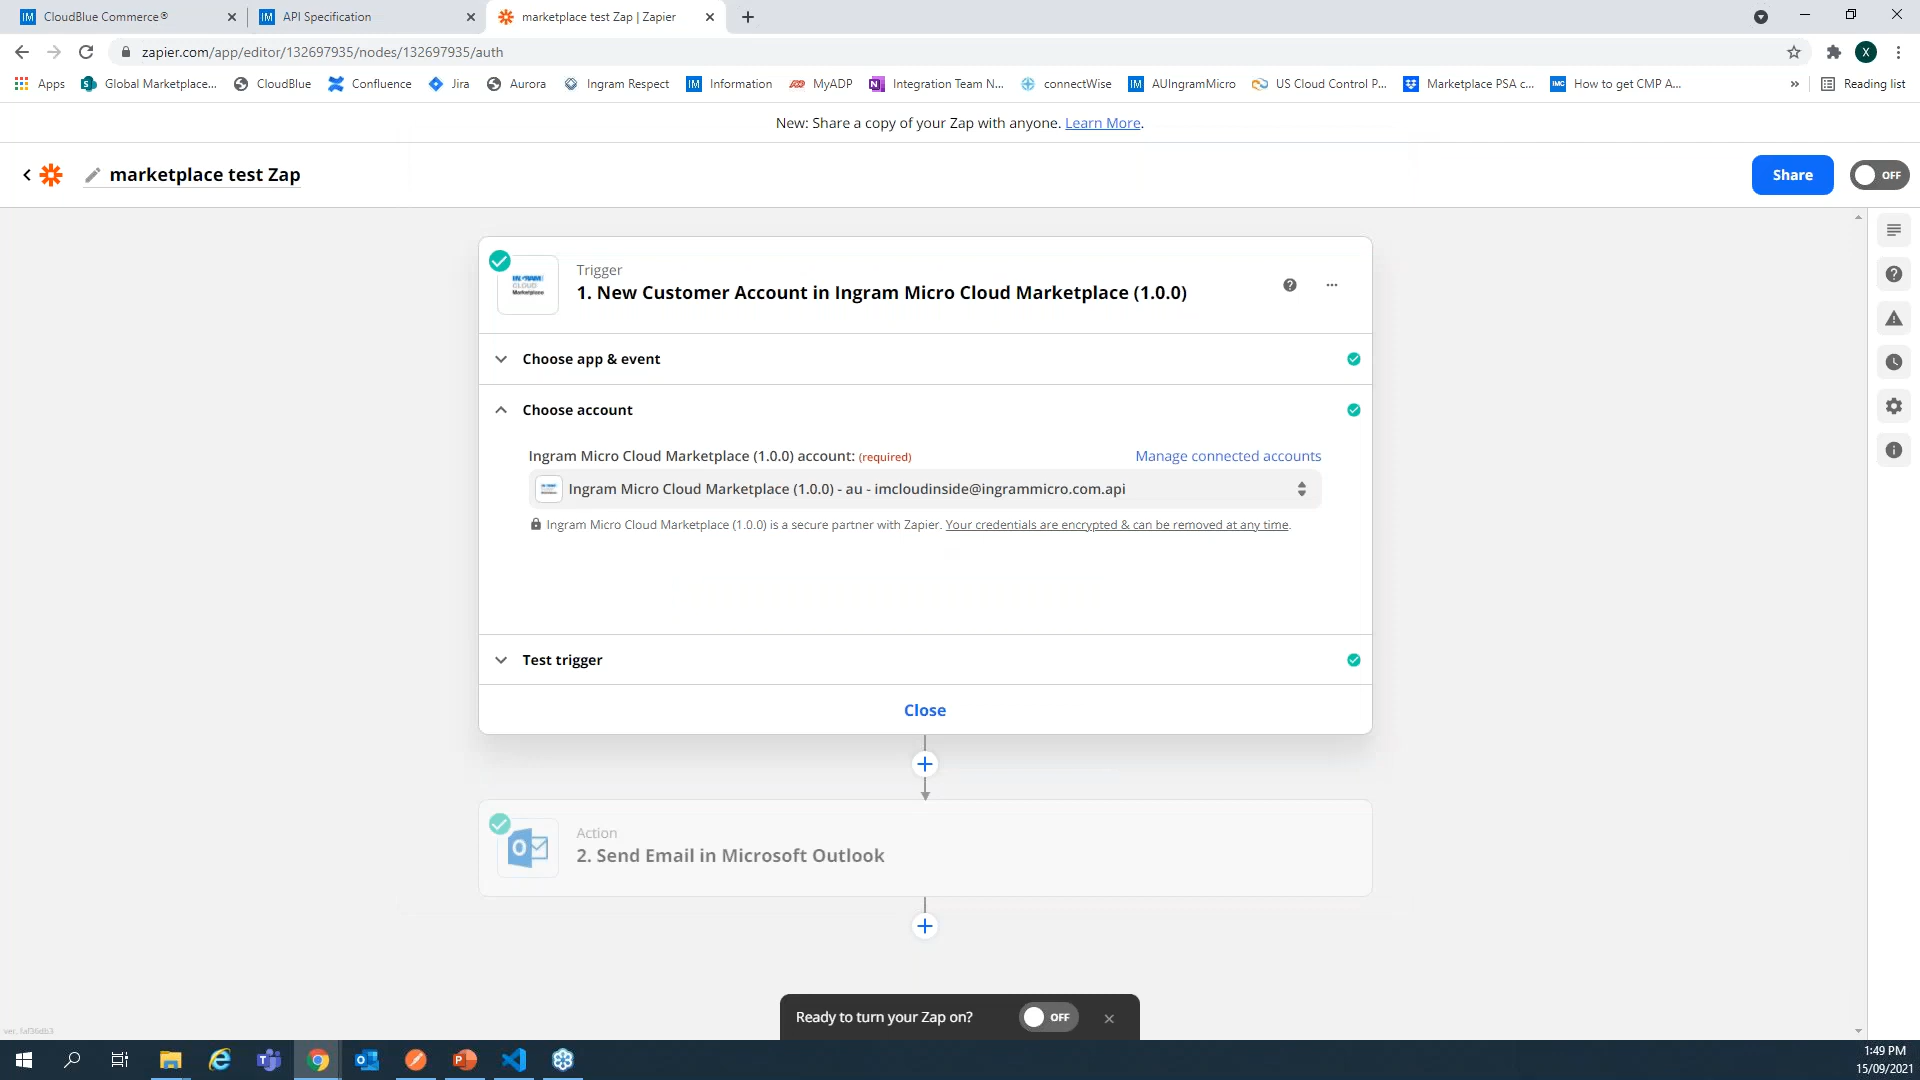 CloudBlue Commerce®
API Specification
marketplace test Zap | Zapier
zapier.com/app/editor/132697935/nodes/132697935/auth
X
Apps
Global Marketplace...
CloudBlue
Confluence
Jira
Aurora
Ingram Respect
Information
MyADP
Integration Team N...
connectWise
AUIngramMicro
US Cloud Control P...
Marketplace PSA c...
How to get CMP A...
»
Reading list
New: Share a copy of your Zap with anyone. Learn More.
marketplace test Zap
Share
OFF
Trigger
1. New Customer Account in Ingram Micro Cloud Marketplace (1.0.0)
Choose app & event
Choose account
Ingram Micro Cloud Marketplace (1.0.0) account: (required)
Manage connected accounts
Ingram Micro Cloud Marketplace (1.0.0) - au - imcloudinside@ingrammicro.com.api
Ingram Micro Cloud Marketplace (1.0.0) is a secure partner with Zapier. Your credentials are encrypted & can be removed at any time.
Test trigger
Close
Action
2. Send Email in Microsoft Outlook
Ready to turn your Zap on?
OFF
1:49 PM
15/09/2021